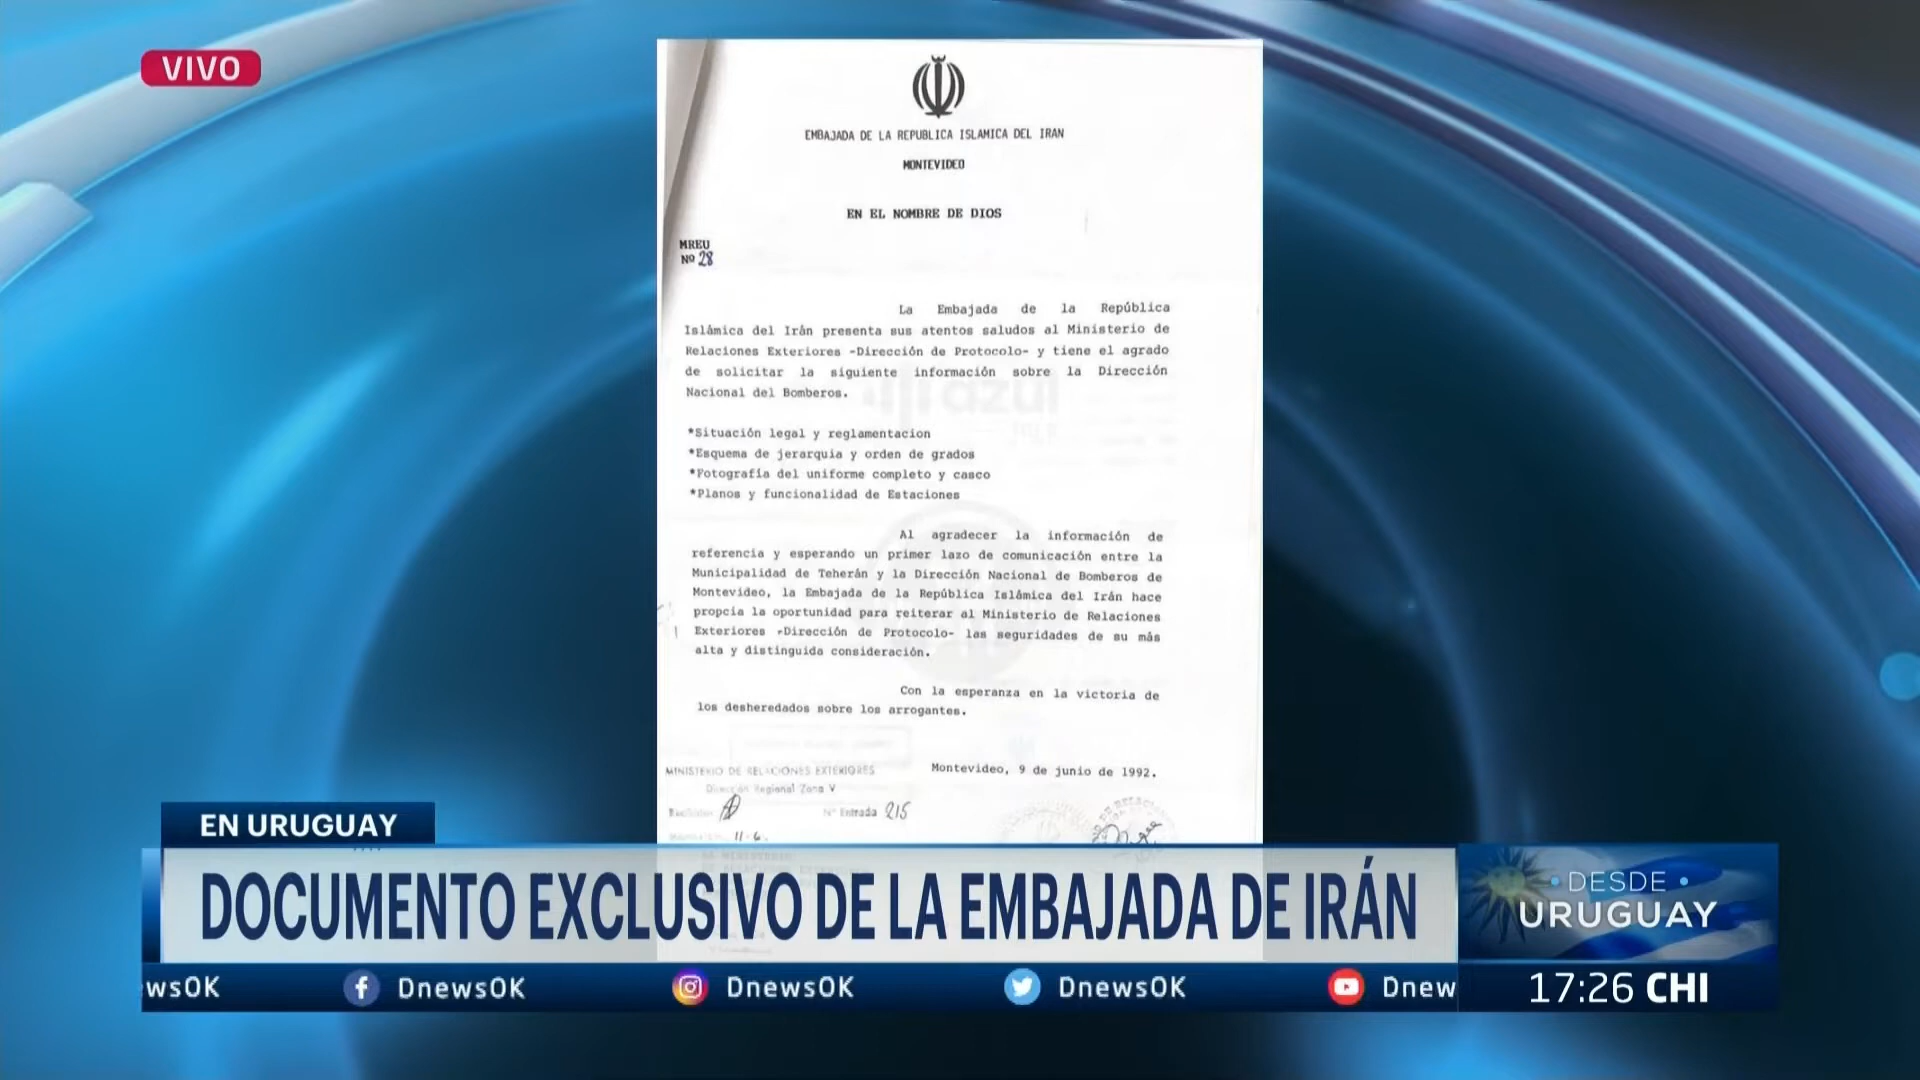 VIVO
EMBAJADA DE LA REPUBLICA ISLAMICA DEL IRAN
MONTEVIDEO
EN EL NOMBRE DE DIOS
MREU
Nº 28
La Embajada de la República
Islámica del Irán presenta sus atentos saludos al Ministerio de
Relaciones Exteriores -Dirección de Protocolo- y tiene el agrado
de solicitar la siguiente información sobre la Dirección
Nacional del Bomberos.
*Situación legal y reglamentacion
*Esquema de jerarquia y orden de grados
*Fotografía del uniforme completo y casco
*Planos y funcionalidad de Estaciones
azul
Al agradecer la información de
referencia y esperando un primer lazo de comunicación entre la
Municipalidad de Teherán y la Dirección Nacional de Bomberos de
Montevideo, la Embajada de la República Islámica del Irán hace
propcia la oportunidad para reiterar al Ministerio de Relaciones
Exteriores -Dirección de Protocolo- las seguridades de su más
alta y distinguida consideración.
Con la esperanza en la victoria de
los desheredados sobre los arrogantes.
MINISTERIO DE RELACIONES EXTERIORES
Dirección Regional Zona V
Nº Entrada 215
11-6.
Montevideo, 9 de junio de 1992.
EN URUGUAY
DOCUMENTO EXCLUSIVO DE LA EMBAJADA DE IRÁN
• DESDE •
URUGUAY
wsOK DnewsOK DnewsOK DnewsOK Dnew
17:26 CHI